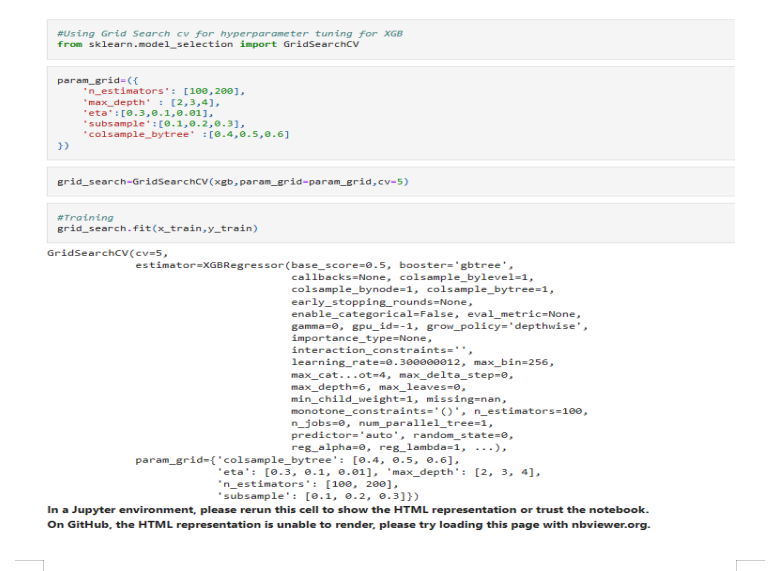 #Using Grid Search cv for hyperparameter tuning for XGB
from sklearn.model_selection import GridSearchCV
param_grid=({
'n_estimators': [100,200],
'max_depth' : [2,3,4],
'eta':[0.3,0.1,0.01],
'subsample':[0.1,0.2,0.3],
'colsample_bytree' :[0.4,0.5,0.6]
})
grid_search=GridSearchCV(xgb,param_grid=param_grid,cv=5)
#Training
grid_search.fit(x_train,y_train)
GridSearchCV(cv=5,
estimator=XGBRegressor(base_score=0.5, booster='gbtree',
callbacks=None, colsample_bylevel=1,
colsample_bynode=1, colsample_bytree=1,
early_stopping_rounds=None,
enable_categorical=False, eval_metric=None,
gamma=0, gpu_id=-1, grow_policy='depthwise',
importance_type=None,
interaction_constraints='',
learning_rate=0.300000012, max_bin=256,
max_cat...ot=4, max_delta_step=0,
max_depth=6, max_leaves=0,
min_child_weight=1, missing=nan,
monotone_constraints='()', n_estimators=100,
n_jobs=0, num_parallel_tree=1,
predictor='auto', random_state=0,
reg_alpha=0, reg_lambda=1, ...),
param_grid={'colsample_bytree': [0.4, 0.5, 0.6],
'eta': [0.3, 0.1, 0.01], 'max_depth': [2, 3, 4],
'n_estimators': [100, 200],
'subsample': [0.1, 0.2, 0.3]})
In a Jupyter environment, please rerun this cell to show the HTML representation or trust the notebook.
On GitHub, the HTML representation is unable to render, please try loading this page with nbviewer.org.